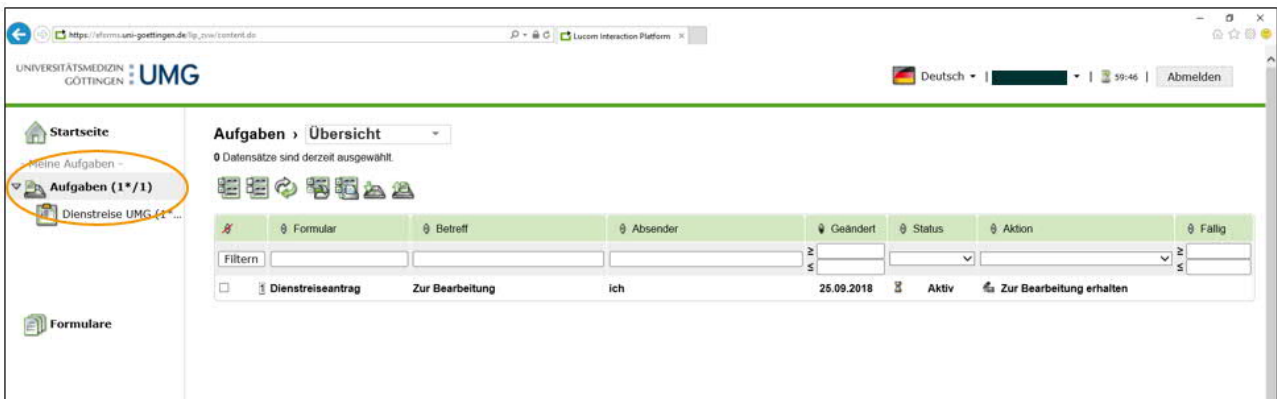 https://eforms.uni-goettingen.de/lip_zvw/content.do
Lucom Interaction Platform
UNIVERSITÄTSMEDIZIN
GÖTTINGEN
UMG
Deutsch
59:46
Abmelden
Startseite
- Meine Aufgaben -
Aufgaben (1*/1)
Dienstreise UMG (1*...
Formulare
Aufgaben › Übersicht
0 Datensätze sind derzeit ausgewählt.
Formular Betreff Absender Geändert Status Aktion Fällig
Filtern ≥ ≥
≤ ≤
1 Dienstreiseantrag Zur Bearbeitung ich 25.09.2018 Aktiv Zur Bearbeitung erhalten